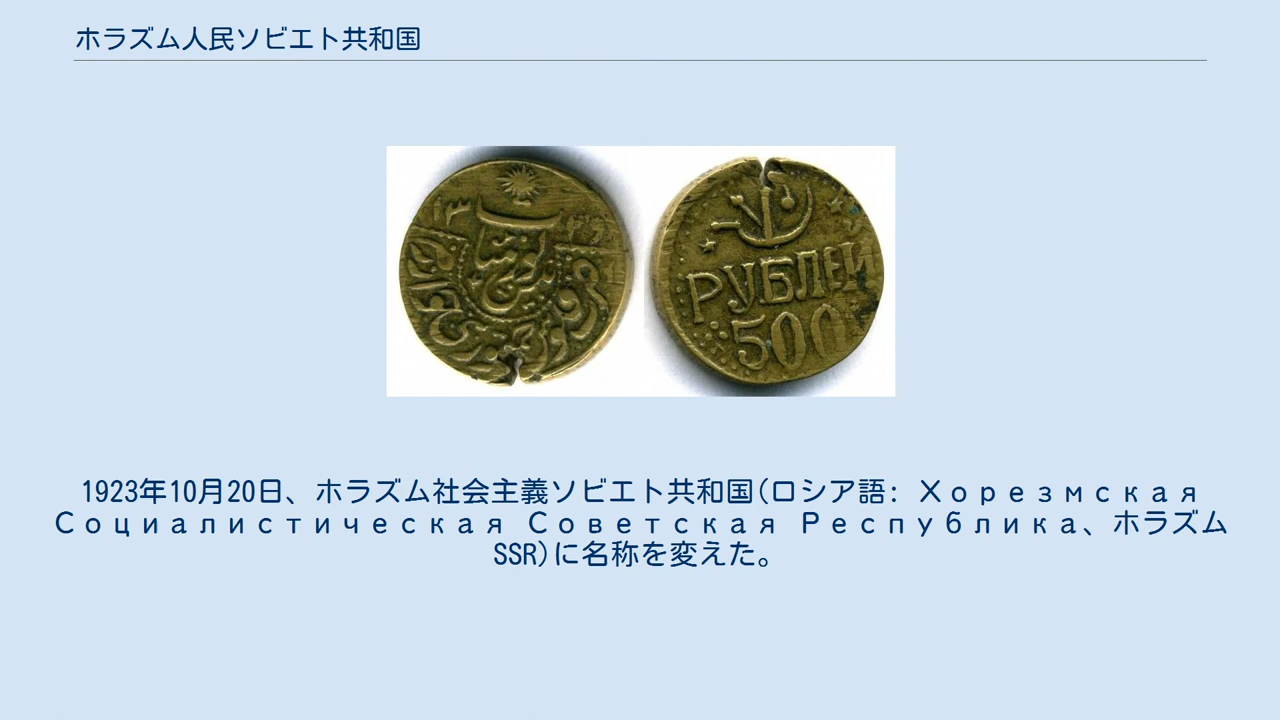 ホラズム人民ソビエト共和国
РУБЛЕЙ
500
1923年10月20日、ホラズム社会主義ソビエト共和国(ロシア語: Хорезмская
Социалистическая Советская Республика、ホラズム
SSR)に名称を変えた。